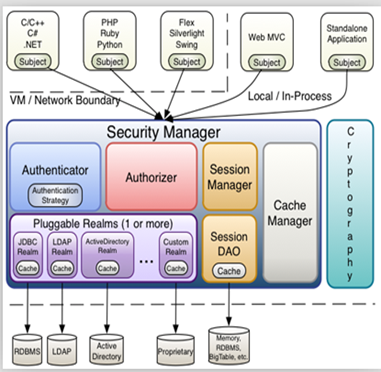 C/C++
C#
.NET
Subject
PHP
Ruby
Python
Subject
Flex
Silverlight
Swing
Subject
Web MVC
Subject
Standalone
Application
Subject
VM / Network Boundary
Local / In-Process
Security Manager
Authenticator
Authentication
Strategy
Authorizer
Session
Manager
Cache
Manager
Cryptography
Pluggable Realms (1 or more)
JDBC
Realm
Cache
LDAP
Realm
Cache
ActiveDirectory
Realm
Cache
...
Custom
Realm
Cache
Session
DAO
Cache
RDBMS
LDAP
Active
Directory
Proprietary
Memory,
RDBMS,
BigTable, etc.